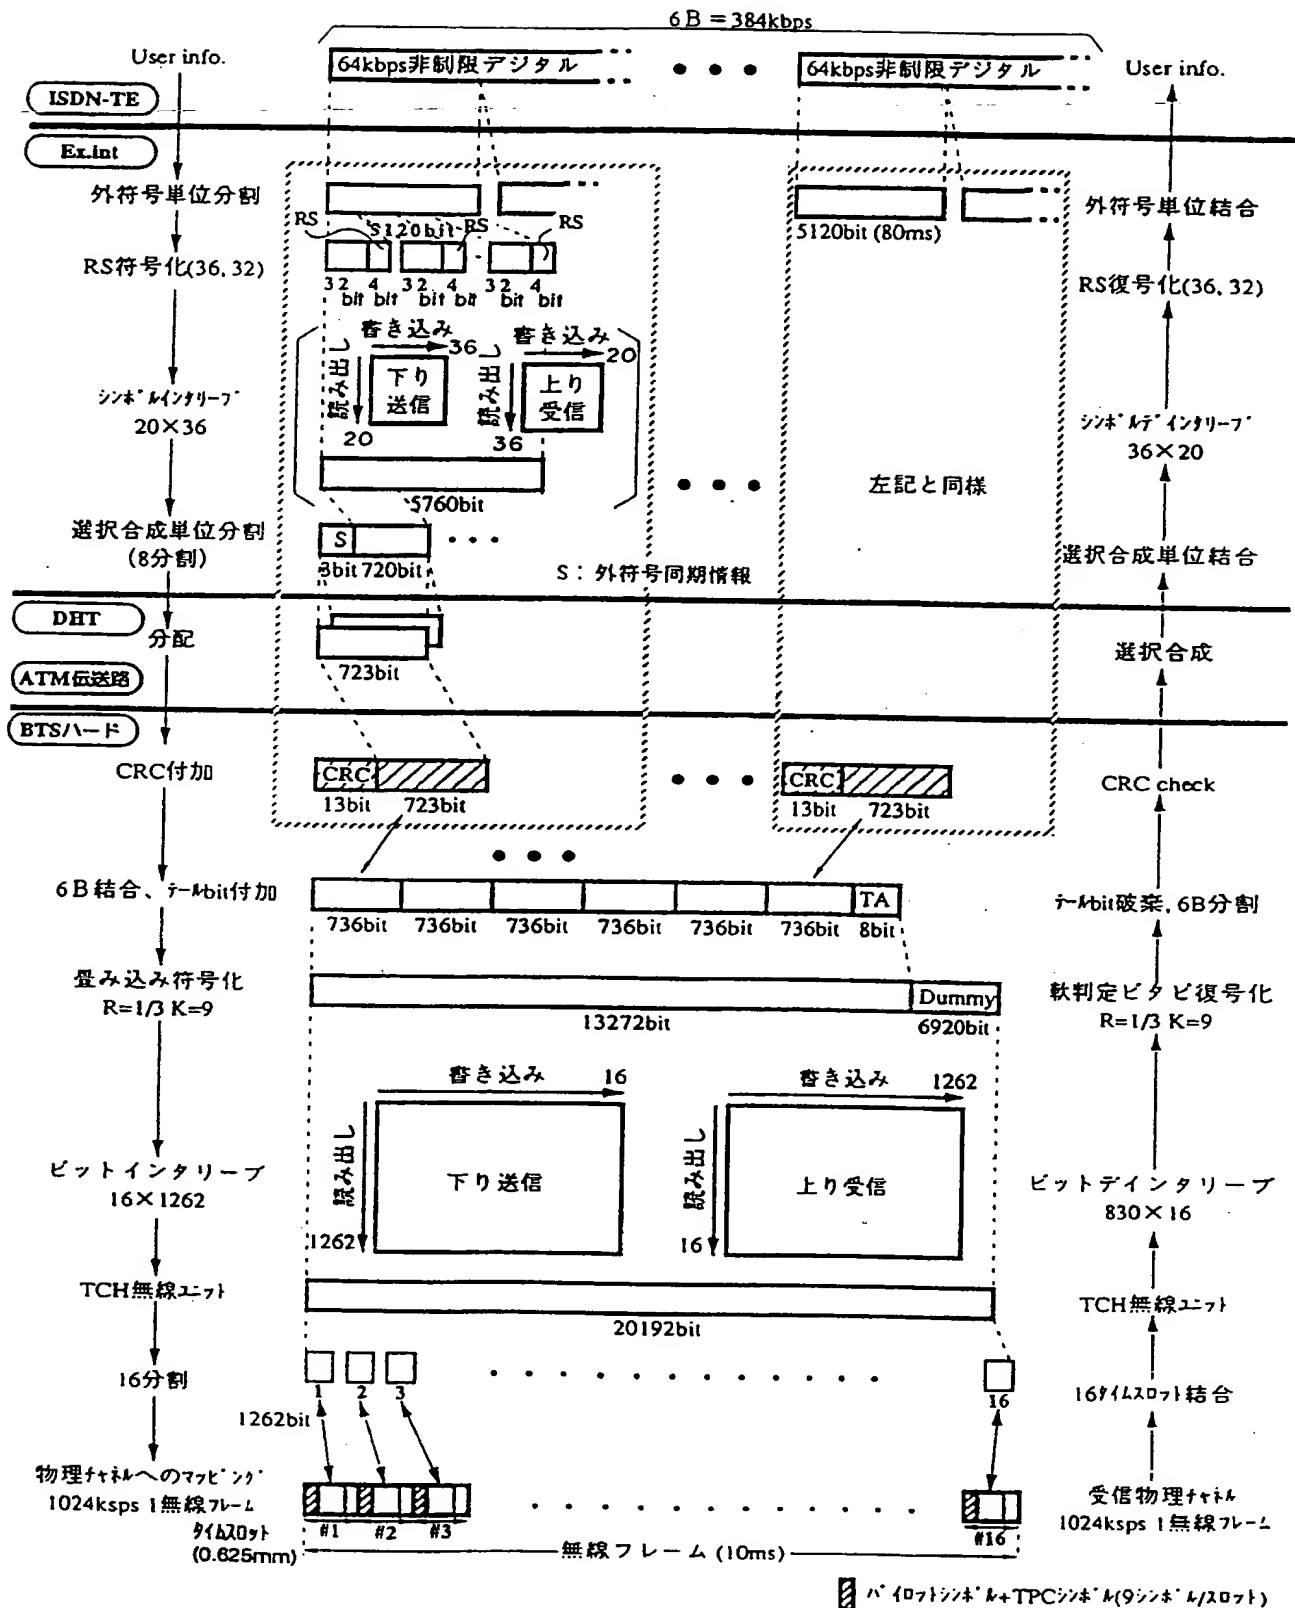 6B＝384kbps
User info.
64kbps非制限デジタル
64kbps非制限デジタル
User info.
ISDN-TE
Ex.int
外符号単位分割
外符号単位結合
RS
5120bit
RS
RS
5120bit (80ms)
RS符号化(36, 32)
32bit 4bit 32bit 4bit 32bit 4bit
RS復号化(36, 32)
書き込み
36
読み出し
下り送信
20
書き込み
20
読み出し
上り受信
36
シンボルインタリーブ
20×36
シンボルデインタリーブ
36×20
左記と同様
5760bit
選択合成単位分割
(8分割)
S
3bit 720bit
S：外符号同期情報
選択合成単位結合
DHT
分配
723bit
選択合成
ATM伝送路
BTSハード
CRC付加
CRC
13bit 723bit
CRC
13bit 723bit
CRC check
6B結合、テールbit付加
TA
736bit 736bit 736bit 736bit 736bit 736bit 8bit
テールbit破棄, 6B分割
畳み込み符号化
R=1/3 K=9
Dummy
13272bit
6920bit
軟判定ビタビ復号化
R=1/3 K=9
書き込み
16
読み出し
下り送信
1262
書き込み
1262
読み出し
上り受信
16
ビットインタリーブ
16×1262
ビットデインタリーブ
830×16
TCH無線ユニット
20192bit
TCH無線ユニット
16分割
1 2 3
16
1262bit
16タイムスロット結合
物理チャネルへのマッピング
1024ksps 1無線フレーム
受信物理チャネル
1024ksps 1無線フレーム
タイムスロット
(0.625mm)
#1 #2 #3
#16
無線フレーム (10ms)
パイロットシンボル+TPCシンボル(9シンボル/スロット)